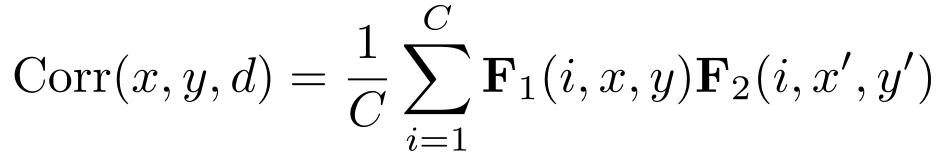 Corr(x, y, d) = \frac{1}{C} \sum_{i=1}^{C} \mathbf{F}_1(i, x, y)\mathbf{F}_2(i, x', y')